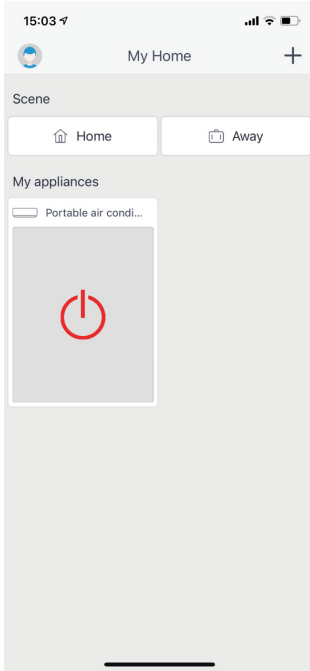 15:03
My Home
Scene
Home
Away
My appliances
Portable air condi...